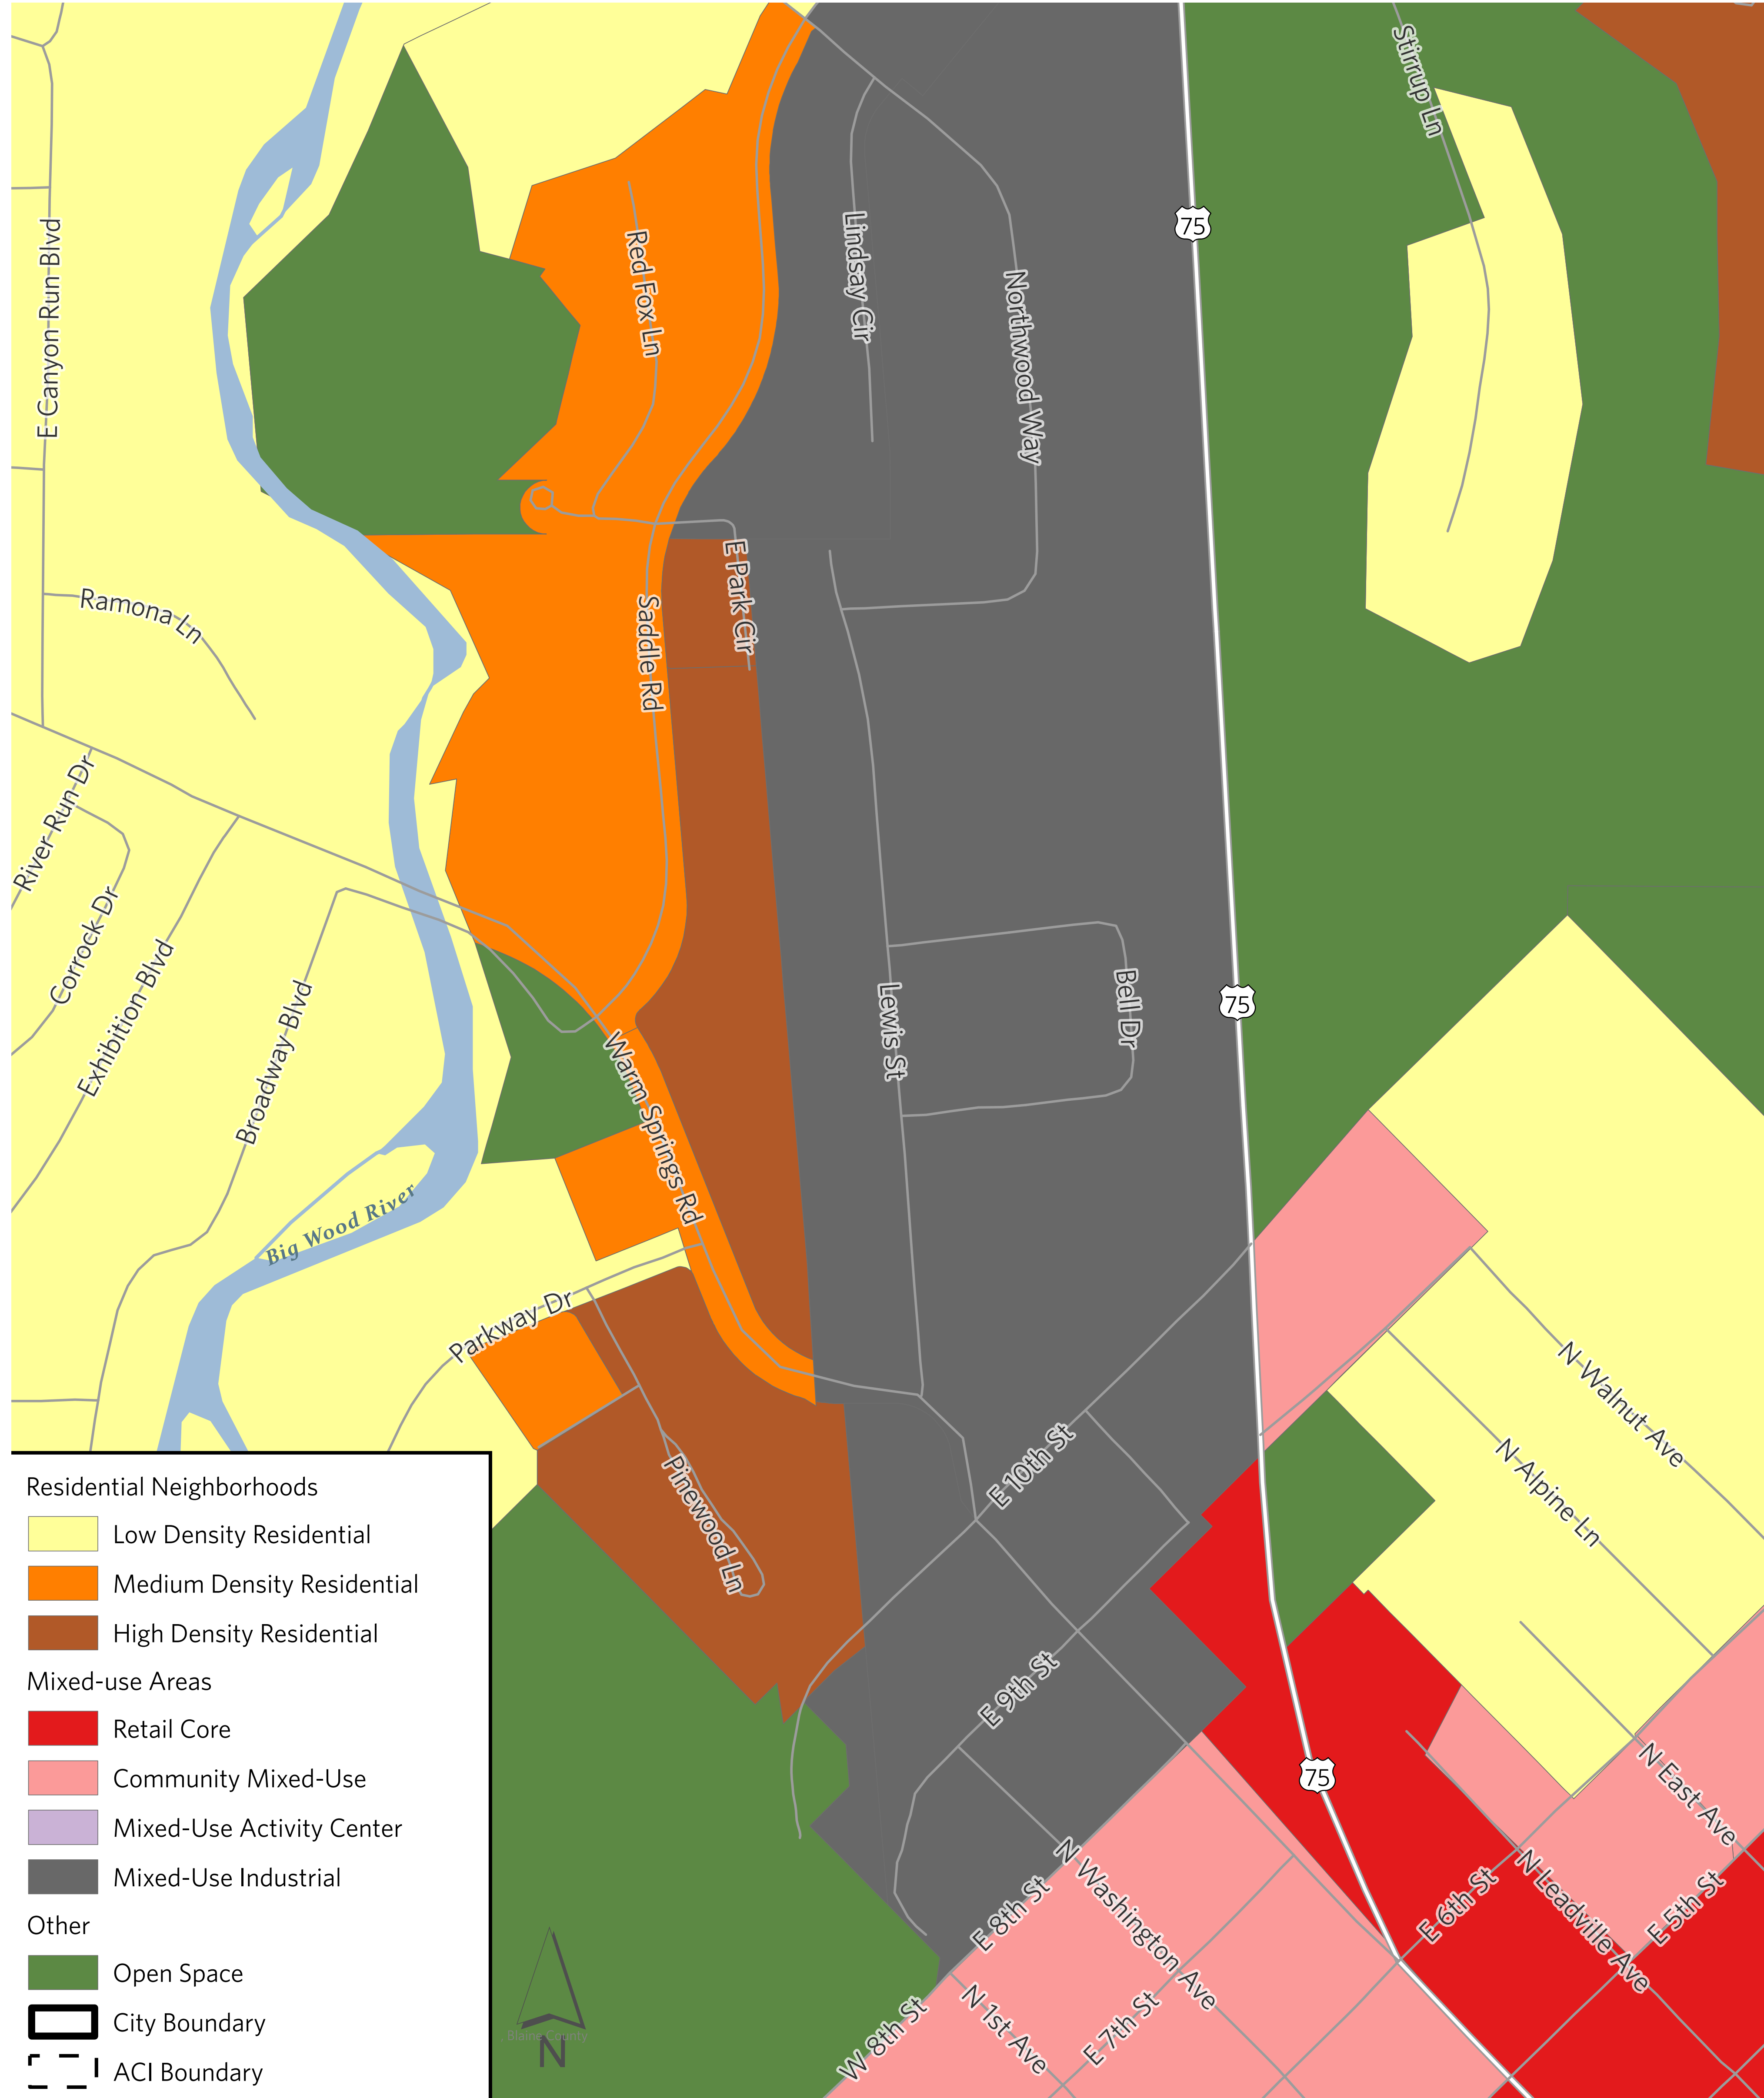 Stirrup Ln
75
E Canyon Run Blvd
Red Fox Ln
Lindsay Cir
Northwood Way
E Park Cir
Ramona Ln
Saddle Rd
River Run Dr
Corrock Dr
Exhibition Blvd
Broadway Blvd
75
Lewis St
Bell Dr
Warm Springs Rd
Big Wood River
Parkway Dr
N Walnut Ave
N Alpine Ln
E 10th St
Pinewood Ln
E 9th St
75
N East Ave
N Washington Ave
E 8th St
E 6th St
N Leadville Ave
E 5th St
W 8th St
N 1st Ave
E 7th St
Residential Neighborhoods
Low Density Residential
Medium Density Residential
High Density Residential
Mixed-use Areas
Retail Core
Community Mixed-Use
Mixed-Use Activity Center
Mixed-Use Industrial
Other
Open Space
City Boundary
ACI Boundary
Blaine County
N